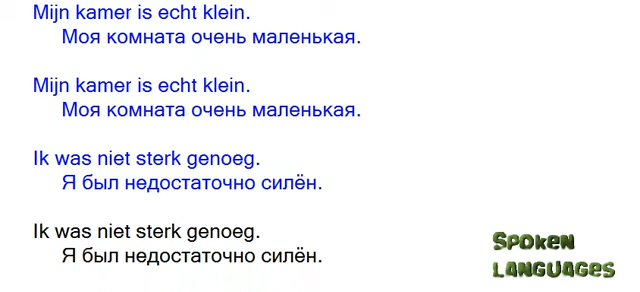 Mijn kamer is echt klein.
Моя комната очень маленькая.
Mijn kamer is echt klein.
Моя комната очень маленькая.
Ik was niet sterk genoeg.
Я был недостаточно силён.
Ik was niet sterk genoeg.
Я был недостаточно силён.
Spoken
Languages